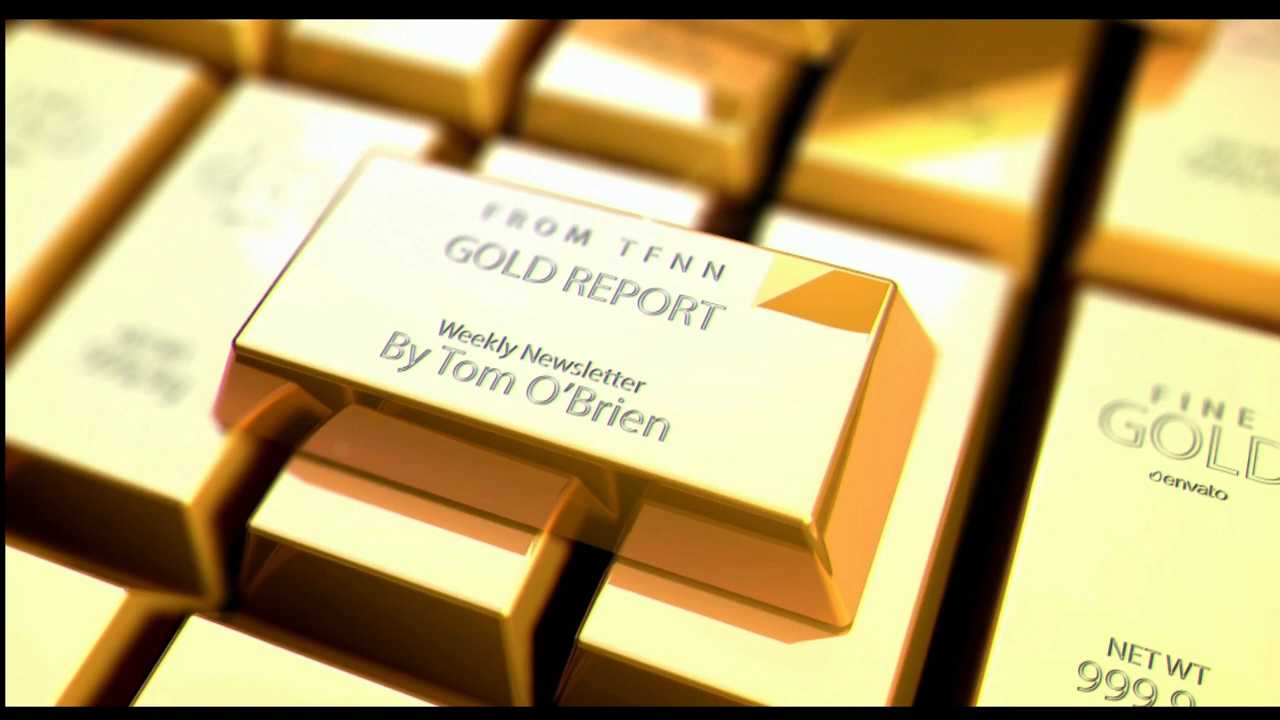 FROM TFNN
GOLD REPORT
Weekly Newsletter
By Tom O'Brien
FINE
GOLD
envato
NET WT
999.9